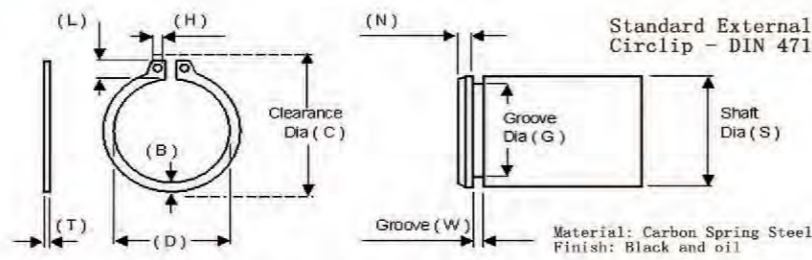 (L)
(H)
(N)
Standard External
Circlip - DIN 471
Clearance
Dia (C)
Groove
Dia (G)
Shaft
Dia (S)
(B)
(T)
(D)
Groove (W)
Material: Carbon Spring Steel
Finish: Black and oil